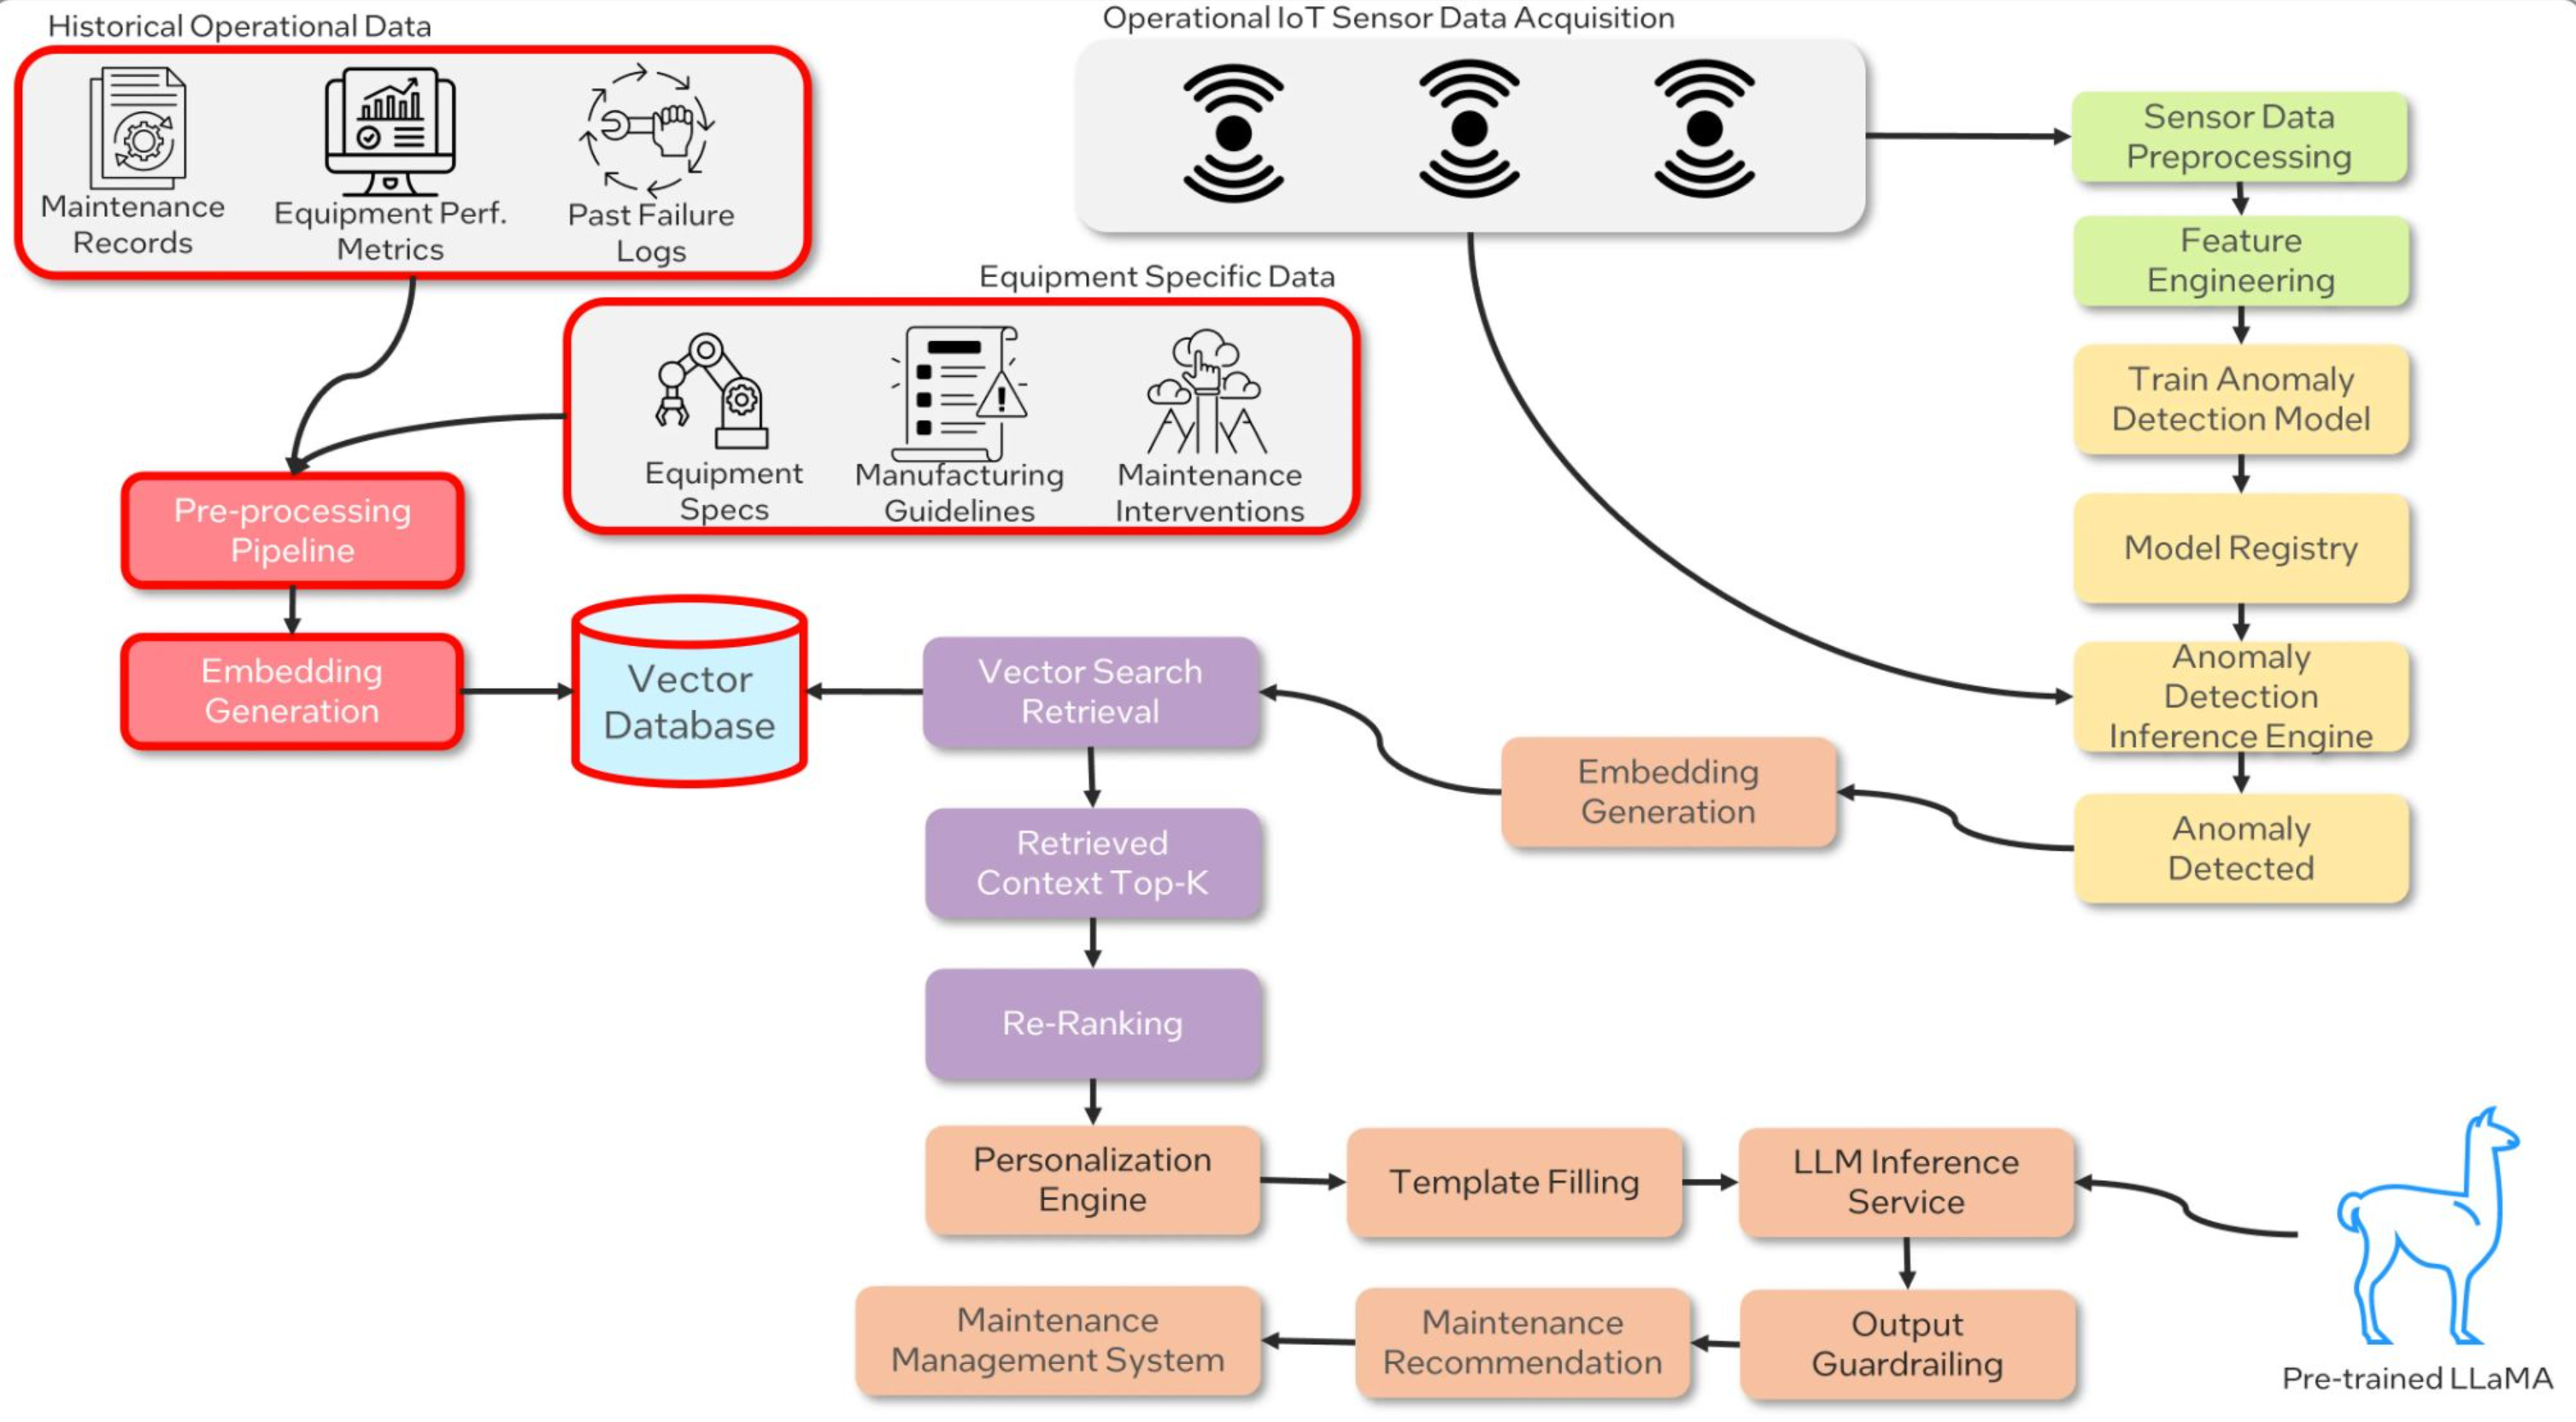 Historical Operational Data
Maintenance
Records
Equipment Perf.
Metrics
Past Failure
Logs
Operational IoT Sensor Data Acquisition
Equipment Specific Data
Equipment
Specs
Manufacturing
Guidelines
Maintenance
Interventions
Sensor Data
Preprocessing
Feature
Engineering
Train Anomaly
Detection Model
Model Registry
Anomaly
Detection
Inference Engine
Anomaly
Detected
Pre-processing
Pipeline
Embedding
Generation
Vector
Database
Vector Search
Retrieval
Embedding
Generation
Retrieved
Context Top-K
Re-Ranking
Personalization
Engine
Template Filling
LLM Inference
Service
Maintenance
Management System
Maintenance
Recommendation
Output
Guardrailing
Pre-trained LLaMA